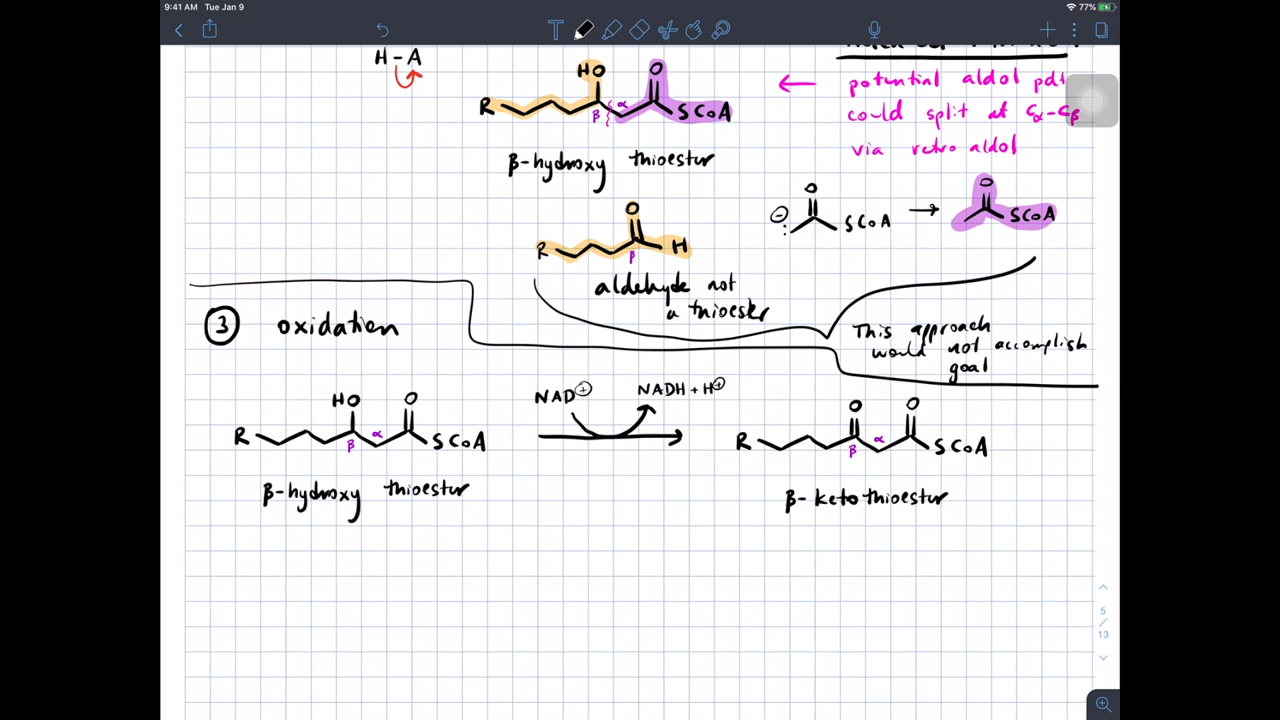 9:41 AM Tue Jan 9
77%
H-A
HO
O
R
β
α
SCoA
β-hydroxy thioester
← potential aldol pdt
could split at Cα-Cβ
via retro aldol
O
⊖
:
SCoA
→
O
SCoA
O
R
β
H
aldehyde not
a thioester
This approach
would not accomplish
goal
③ oxidation
HO
O
R
β
α
SCoA
NAD⊕
NADH + H⊕
O
O
R
β
α
SCoA
β-hydroxy thioester
β-keto thioester
5
/
13